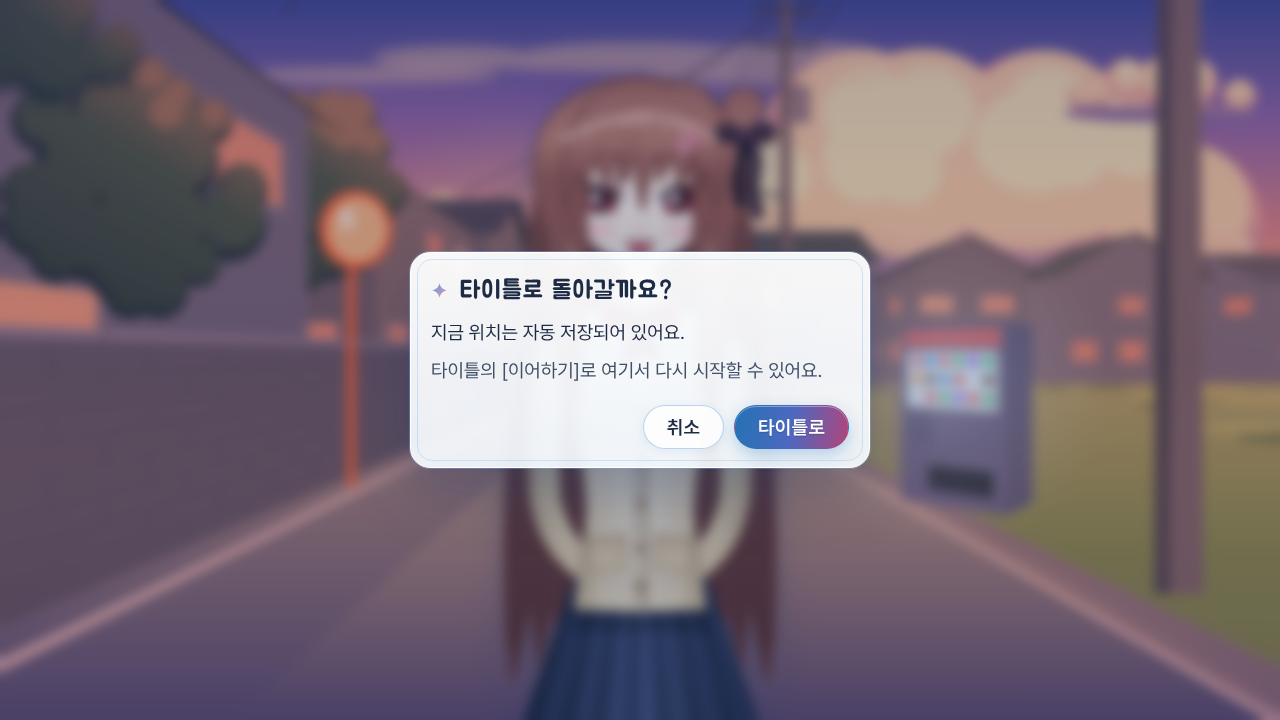 타이틀로 돌아갈까요?
지금 위치는 자동 저장되어 있어요.
타이틀의 [이어하기]로 여기서 다시 시작할 수 있어요.
취소
타이틀로